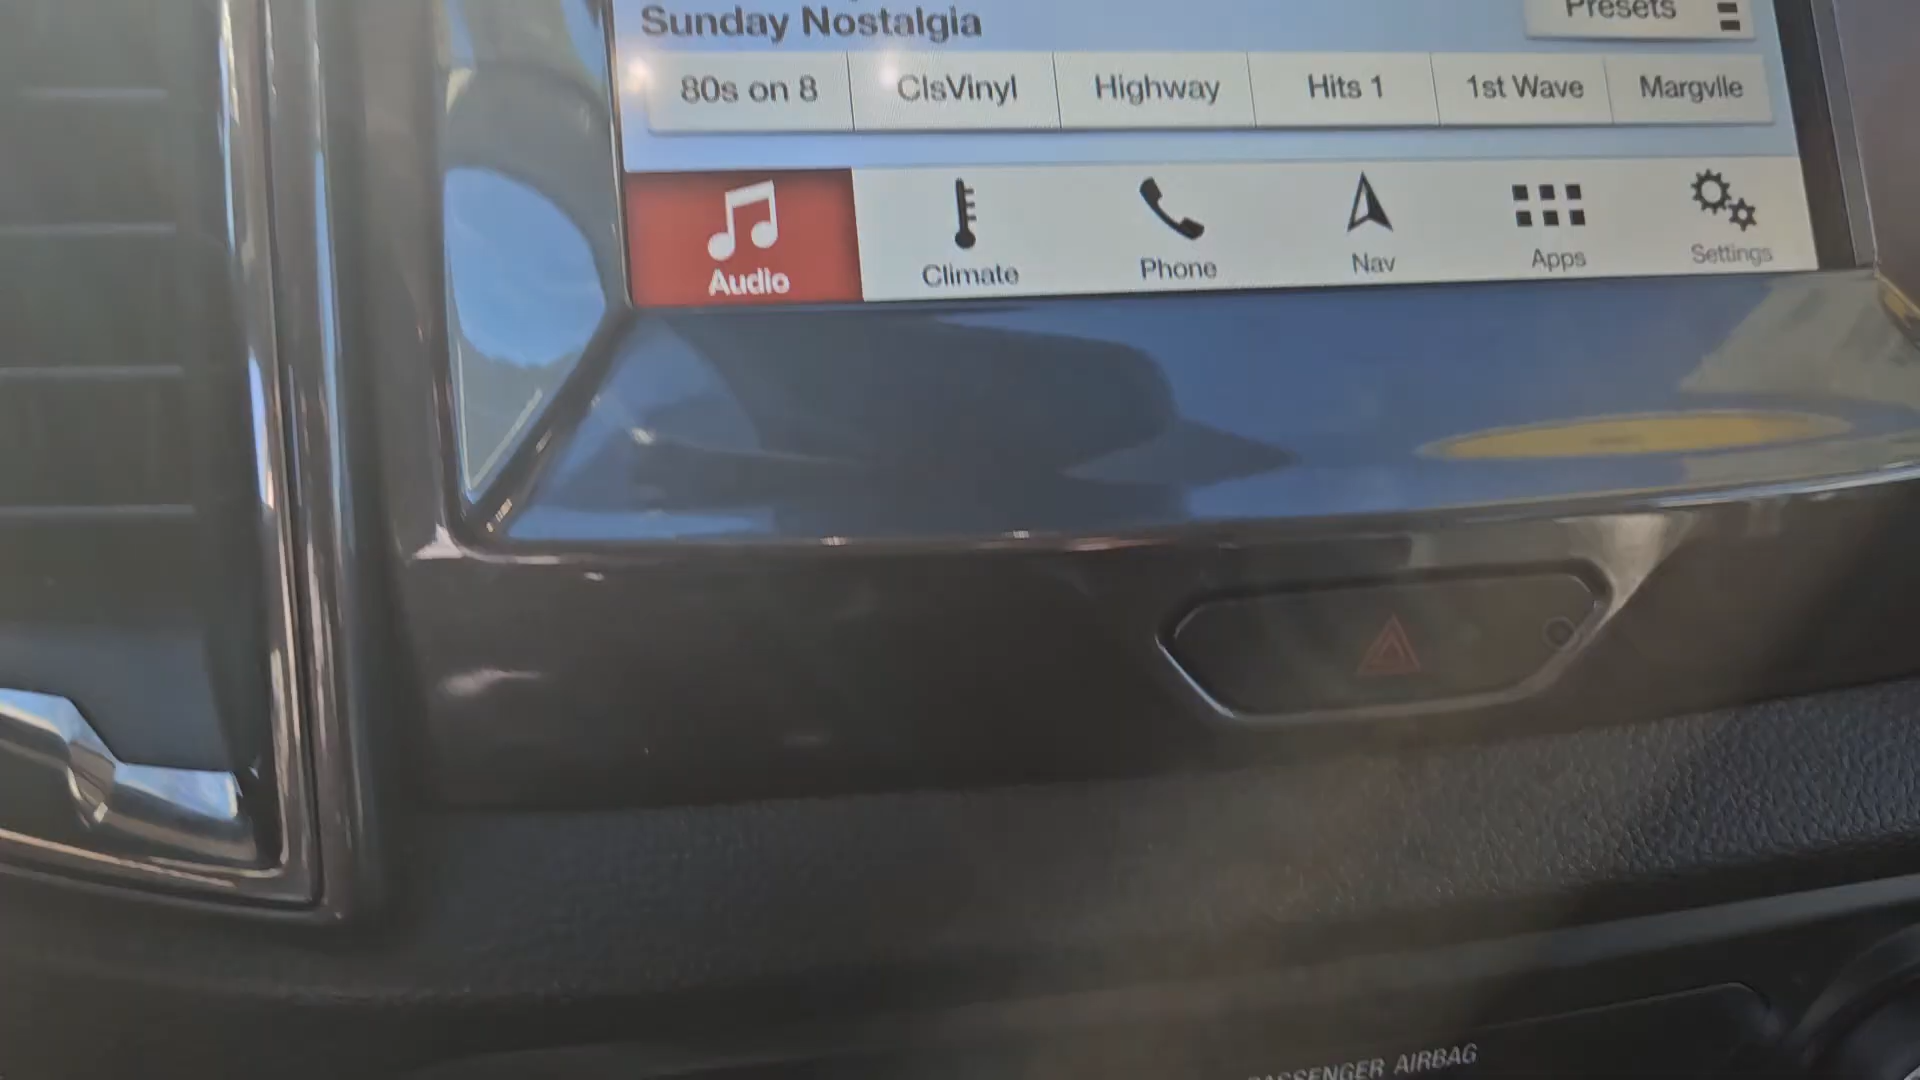 Sunday Nostalgia
Presets
80s on 8
ClsVinyl
Highway
Hits 1
1st Wave
Margvlle
Audio
Climate
Phone
Nav
Apps
Settings
PASSENGER AIRBAG